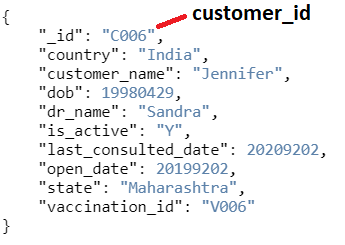 customer_id
{
"_id": "C006",
"country": "India",
"customer_name": "Jennifer",
"dob": 19980429,
"dr_name": "Sandra",
"is_active": "Y",
"last_consulted_date": 20209202,
"open_date": 20199202,
"state": "Maharashtra",
"vaccination_id": "V006"
}